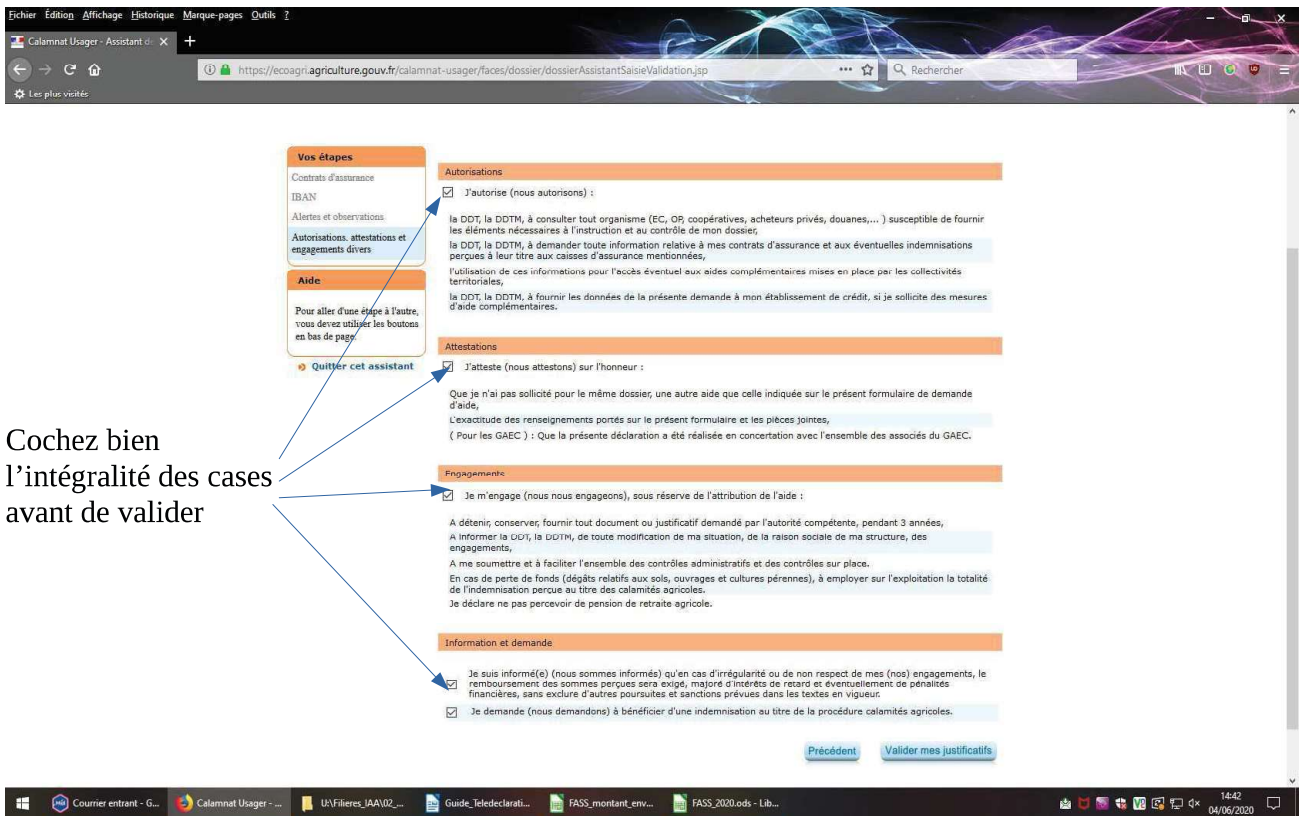 Fichier Édition Affichage Historique Marque-pages Outils ?
Calamnat Usager - Assistant de
https://ecoagri.agriculture.gouv.fr/calamnat-usager/faces/dossier/dossierAssistantSaisieValidation.jsp
Rechercher
Les plus visités
Vos étapes
Contrats d'assurance
IBAN
Alertes et observations
Autorisations, attestations et
engagements divers
Aide
Pour aller d'une étape à l'autre,
vous devez utiliser les boutons
en bas de page.
Quitter cet assistant
Cochez bien
l’intégralité des cases
avant de valider
Autorisations
J'autorise (nous autorisons) :
la DDT, la DDTM, à consulter tout organisme (EC, OP, coopératives, acheteurs privés, douanes,... ) susceptible de fournir
les éléments nécessaires à l'instruction et au contrôle de mon dossier,
la DDT, la DDTM, à demander toute information relative à mes contrats d'assurance et aux éventuelles indemnisations
perçues à leur titre aux caisses d'assurance mentionnées,
l'utilisation de ces informations pour l'accès éventuel aux aides complémentaires mises en place par les collectivités
territoriales,
la DDT, la DDTM, à fournir les données de la présente demande à mon établissement de crédit, si je sollicite des mesures
d'aide complémentaires.
Attestations
J'atteste (nous attestons) sur l'honneur :
Que je n'ai pas sollicité pour le même dossier, une autre aide que celle indiquée sur le présent formulaire de demande
d'aide,
L'exactitude des renseignements portés sur le présent formulaire et les pièces jointes,
( Pour les GAEC ) : Que la présente déclaration a été réalisée en concertation avec l'ensemble des associés du GAEC.
Engagements
Je m'engage (nous nous engageons), sous réserve de l'attribution de l'aide :
A détenir, conserver, fournir tout document ou justificatif demandé par l'autorité compétente, pendant 3 années,
A informer la DDT, la DDTM, de toute modification de ma situation, de la raison sociale de ma structure, des
engagements,
A me soumettre et à faciliter l'ensemble des contrôles administratifs et des contrôles sur place.
En cas de perte de fonds (dégâts relatifs aux sols, ouvrages et cultures pérennes), à employer sur l'exploitation la totalité
de l'indemnisation perçue au titre des calamités agricoles.
Je déclare ne pas percevoir de pension de retraite agricole.
Information et demande
Je suis informé(e) (nous sommes informés) qu'en cas d'irrégularité ou de non respect de mes (nos) engagements, le
remboursement des sommes perçues sera exigé, majoré d'intérêts de retard et éventuellement de pénalités
financières, sans exclure d'autres poursuites et sanctions prévues dans les textes en vigueur.
Je demande (nous demandons) à bénéficier d'une indemnisation au titre de la procédure calamités agricoles.
Précédent Valider mes justificatifs
Courrier entrant - G... Calamnat Usager - ... U:\Filieres_IAA\02_... Guide_Teledeclarati... FASS_montant_env... FASS_2020.ods - Lib...
14:42
04/06/2020